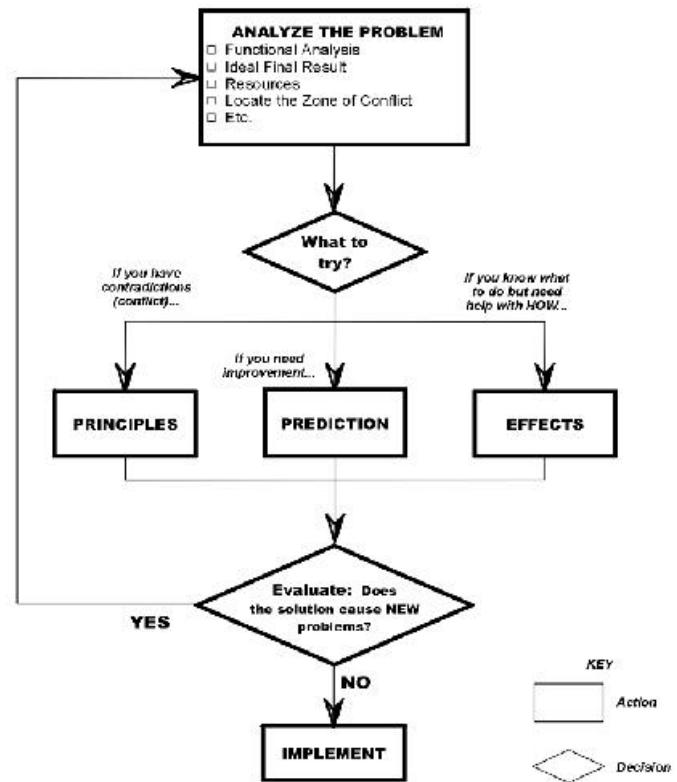 ANALYZE THE PROBLEM
Functional Analysis
Ideal Final Result
Resources
Locate the Zone of Conflict
Etc.
What to
try?
If you have
contradictions
(conflict)...
If you know what
to do but need
help with HOW...
If you need
improvement...
PRINCIPLES
PREDICTION
EFFECTS
Evaluate: Does
the solution cause NEW
problems?
YES
NO
IMPLEMENT
KEY
Action
Decision